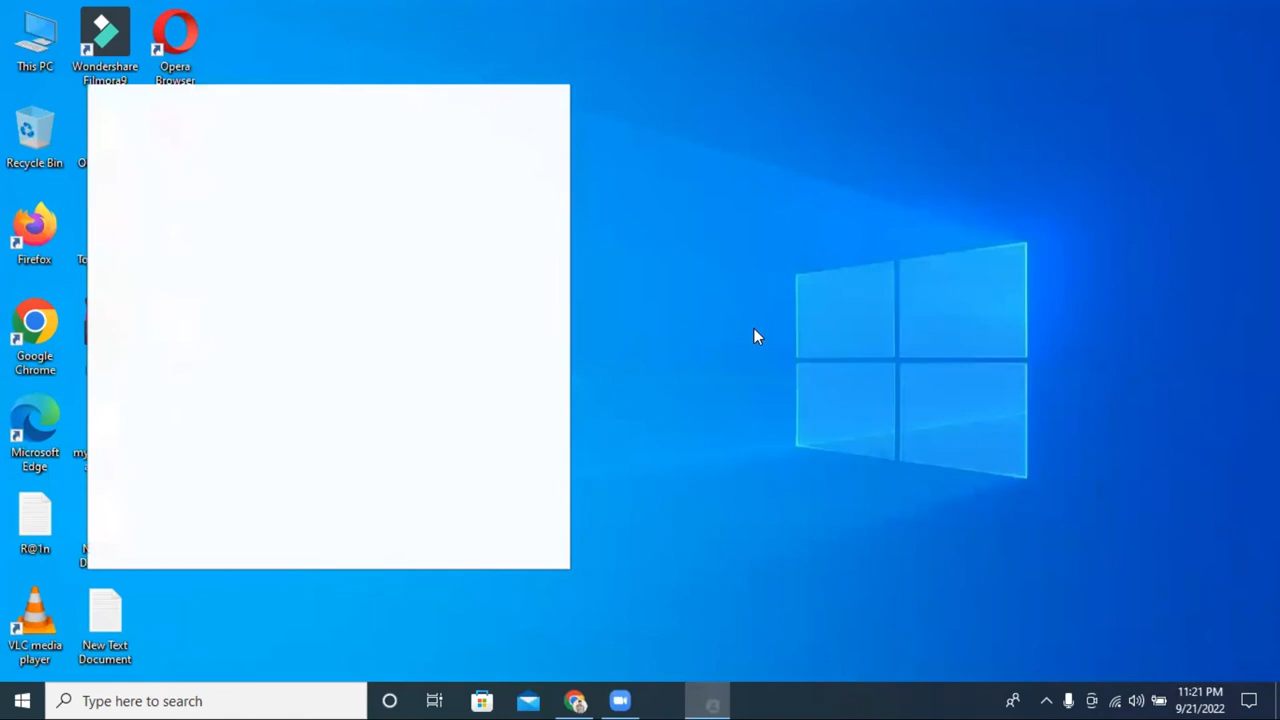 This PC
Wondershare
Filmora9
Opera
Browser
Recycle Bin
Firefox
Google
Chrome
Microsoft
Edge
R@1n
VLC media
player
New Text
Document
Type here to search
11:21 PM
9/21/2022